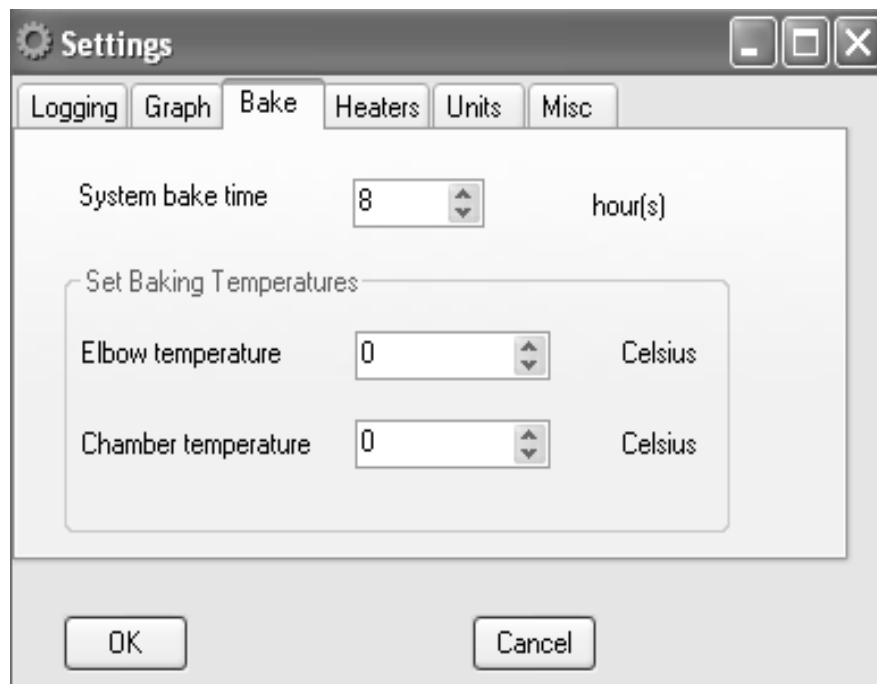 Settings
Logging Graph Bake Heaters Units Misc
System bake time 8 hour(s)
Set Baking Temperatures
Elbow temperature 0 Celsius
Chamber temperature 0 Celsius
OK Cancel